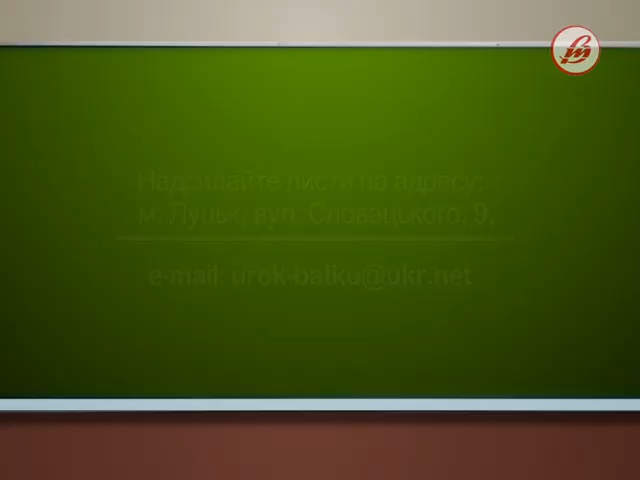 Надсилайте листи на адресу:
м. Луцьк, вул. Словацького, 9,
e-mail: urok-batku@ukr.net